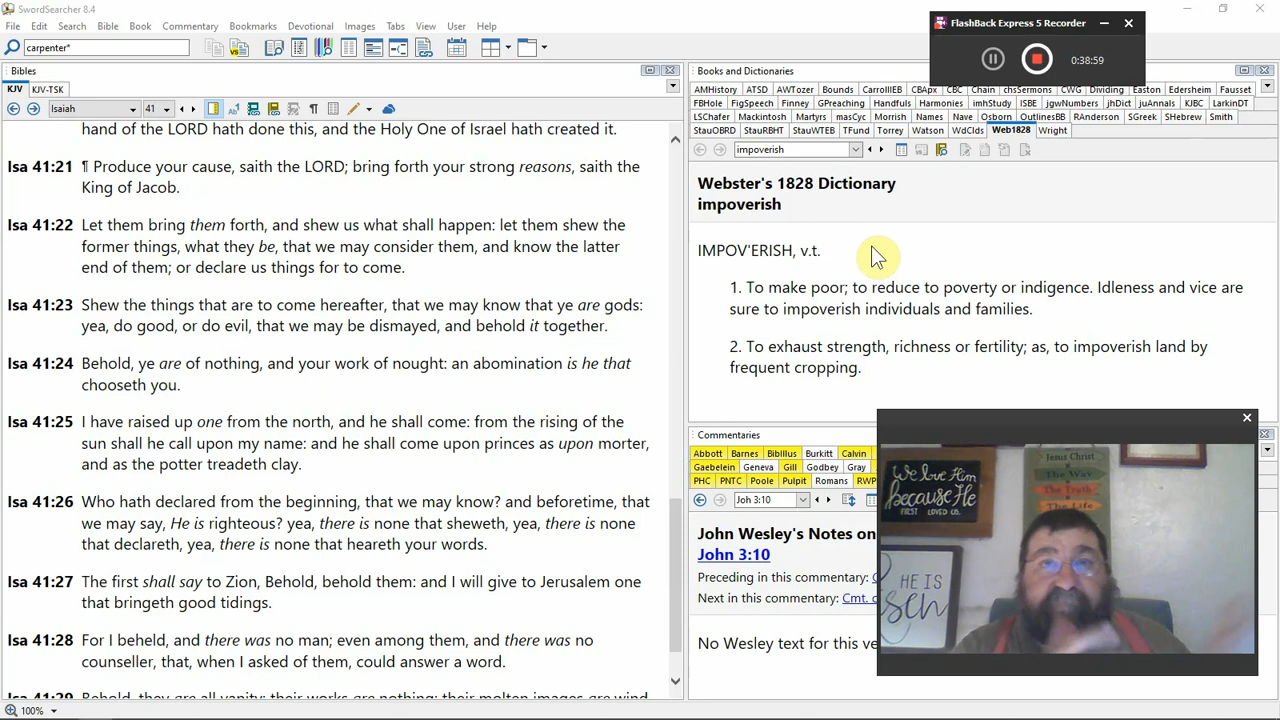 SwordSearcher 8.4
File Edit Search Bible Book Commentary Bookmarks Devotional Images Tabs View User Help
FlashBack Express 5 Recorder
0:38:59
carpenter*
VS
Bibles
KJV KJV-TSK
Isaiah 41
hand of the LORD hath done this, and the Holy One of Israel hath created it.
Isa 41:21 ¶ Produce your cause, saith the LORD; bring forth your strong reasons, saith the
King of Jacob.
Isa 41:22 Let them bring them forth, and shew us what shall happen: let them shew the
former things, what they be, that we may consider them, and know the latter
end of them; or declare us things for to come.
Isa 41:23 Shew the things that are to come hereafter, that we may know that ye are gods:
yea, do good, or do evil, that we may be dismayed, and behold it together.
Isa 41:24 Behold, ye are of nothing, and your work of nought: an abomination is he that
chooseth you.
Isa 41:25 I have raised up one from the north, and he shall come: from the rising of the
sun shall he call upon my name: and he shall come upon princes as upon morter,
and as the potter treadeth clay.
Isa 41:26 Who hath declared from the beginning, that we may know? and beforetime, that
we may say, He is righteous? yea, there is none that sheweth, yea, there is none
that declareth, yea, there is none that heareth your words.
Isa 41:27 The first shall say to Zion, Behold, behold them: and I will give to Jerusalem one
that bringeth good tidings.
Isa 41:28 For I beheld, and there was no man; even among them, and there was no
counseller, that, when I asked of them, could answer a word.
Isa 41:29 Behold, they are all vanity; their works are nothing: their molten images are wind
100%
Books and Dictionaries
AMHistory ATSD AWTozer Bounds CarrollIEB CBApx CBC Chain chsSermons CWG Dividing Easton Edersheim Fausset
FBHole FigSpeech Finney GPreaching Handfuls Harmonies imhStudy ISBE jgwNumbers jhDict juAnnals KJBC LarkinDT
LSChafer Mackintosh Martyrs masCyc Morrish Names Nave Osborn OutlinesBB RAnderson SGreek SHebrew Smith
StauOBRD StauRBHT StauWTEB TFund Torrey Watson WdClds Web1828 Wright
impoverish
Webster's 1828 Dictionary
impoverish
IMPOV'ERISH, v.t.
1. To make poor; to reduce to poverty or indigence. Idleness and vice are
sure to impoverish individuals and families.
2. To exhaust strength, richness or fertility; as, to impoverish land by
frequent cropping.
Commentaries
Abbott Barnes BibIllus Burkitt Calvin
Gaebelein Geneva Gill Godbey Gray
PHC PNTC Poole Pulpit Romans RWP
Joh 3:10
John Wesley's Notes on
John 3:10
Preceding in this commentary:
Next in this commentary: Cmt.
No Wesley text for this ve
We love Him
because He
FIRST LOVED US.
Jesus Christ
The Way
The Truth
The Life
HE IS